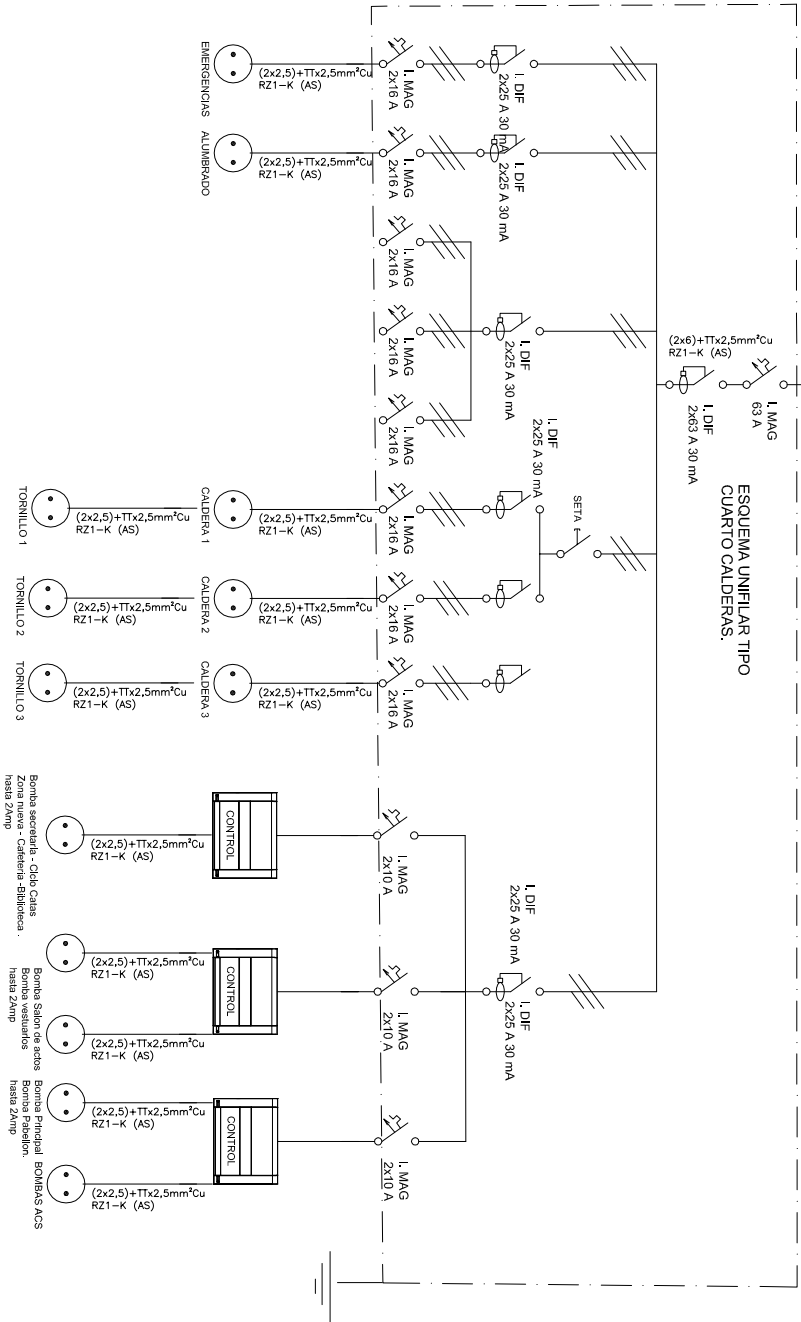 ESQUEMA UNIFILAR TIPO
CUARTO CALDERAS.
I. MAG
63 A
(2x6)+TTx2,5mm²Cu
RZ1-K (AS)
I. DIF
2x63 A 30 mA
I. DIF
2x25 A 30 mA
I. MAG
2x16 A
(2x2,5)+TTx2,5mm²Cu
RZ1-K (AS)
EMERGENCIAS
I. DIF
2x25 A 30 mA
I. MAG
2x16 A
(2x2,5)+TTx2,5mm²Cu
RZ1-K (AS)
ALUMBRADO
I. DIF
2x25 A 30 mA
I. MAG
2x16 A
I. MAG
2x16 A
I. MAG
2x16 A
SETA
I. DIF
2x25 A 30 mA
I. MAG
2x16 A
(2x2,5)+TTx2,5mm²Cu
RZ1-K (AS)
CALDERA 1
(2x2,5)+TTx2,5mm²Cu
RZ1-K (AS)
TORNILLO 1
I. MAG
2x16 A
(2x2,5)+TTx2,5mm²Cu
RZ1-K (AS)
CALDERA 2
(2x2,5)+TTx2,5mm²Cu
RZ1-K (AS)
TORNILLO 2
I. MAG
2x16 A
(2x2,5)+TTx2,5mm²Cu
RZ1-K (AS)
CALDERA 3
(2x2,5)+TTx2,5mm²Cu
RZ1-K (AS)
TORNILLO 3
I. DIF
2x25 A 30 mA
I. DIF
2x25 A 30 mA
I. MAG
2x10 A
CONTROL
(2x2,5)+TTx2,5mm²Cu
RZ1-K (AS)
Bomba secretaria - Ciclo Catas
Zona nueva - Cafeteria -Biblioteca .
hasta 2Amp
I. MAG
2x10 A
CONTROL
(2x2,5)+TTx2,5mm²Cu
RZ1-K (AS)
(2x2,5)+TTx2,5mm²Cu
RZ1-K (AS)
Bomba Salon de actos
Bomba vestuarios
hasta 2Amp
I. MAG
2x10 A
CONTROL
(2x2,5)+TTx2,5mm²Cu
RZ1-K (AS)
(2x2,5)+TTx2,5mm²Cu
RZ1-K (AS)
Bomba Principal
Bomba Pabellon.
hasta 2Amp
BOMBAS ACS